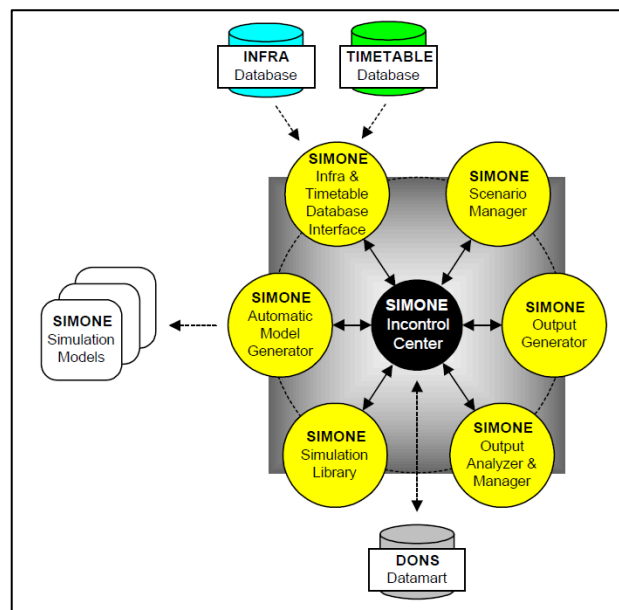 INFRA
Database
TIMETABLE
Database
SIMONE
Infra &
Timetable
Database
Interface
SIMONE
Scenario
Manager
SIMONE
Simulation
Models
SIMONE
Automatic
Model
Generator
SIMONE
Incontrol
Center
SIMONE
Output
Generator
SIMONE
Simulation
Library
SIMONE
Output
Analyzer &
Manager
DONS
Datamart